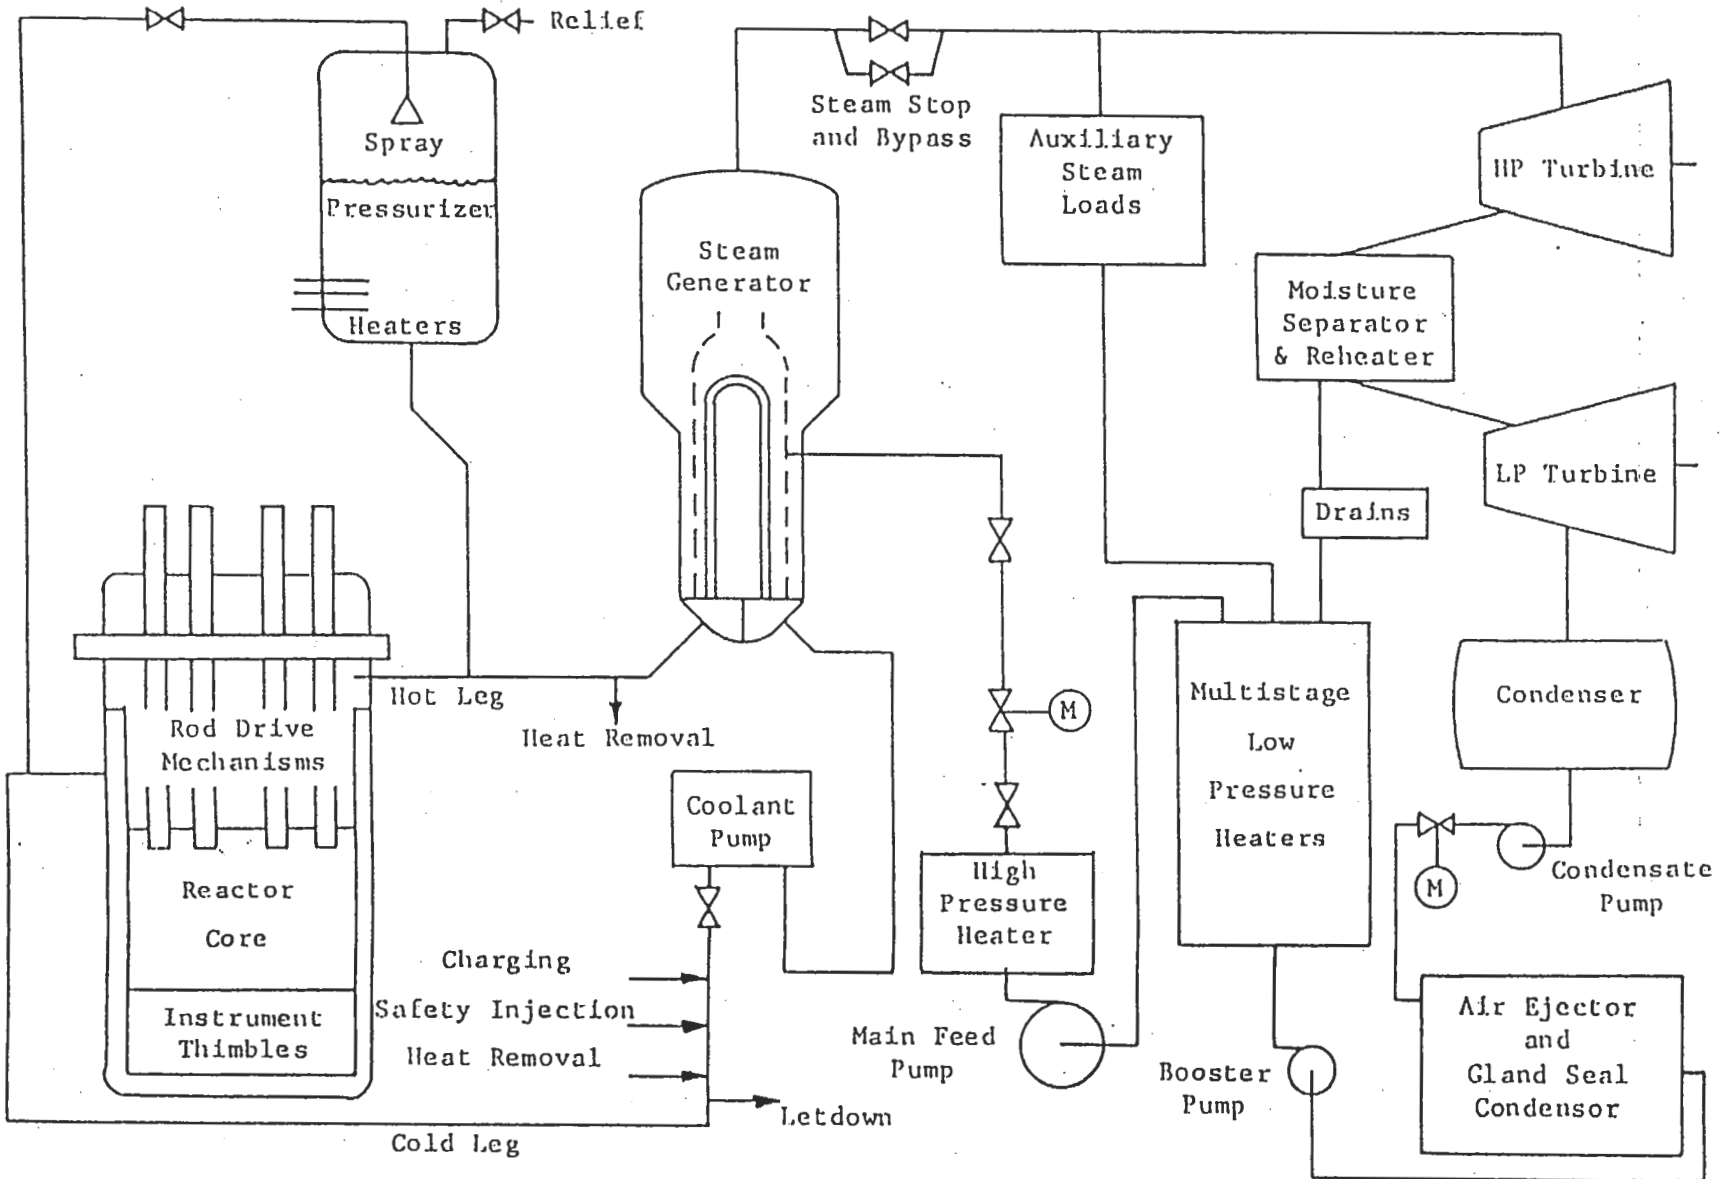 Relief
Spray
Pressurizer
Heaters
Steam Stop
and Bypass
Auxiliary
Steam
Loads
HP Turbine
Steam
Generator
Moisture
Separator
& Reheater
LP Turbine
Drains
Hot Leg
Heat Removal
Rod Drive
Mechanisms
M
Multistage
Low
Pressure
Heaters
Condenser
Coolant
Pump
Reactor
Core
High
Pressure
Heater
M
Condensate
Pump
Charging
Safety Injection
Heat Removal
Instrument
Thimbles
Main Feed
Pump
Booster
Pump
Air Ejector
and
Gland Seal
Condensor
Letdown
Cold Leg